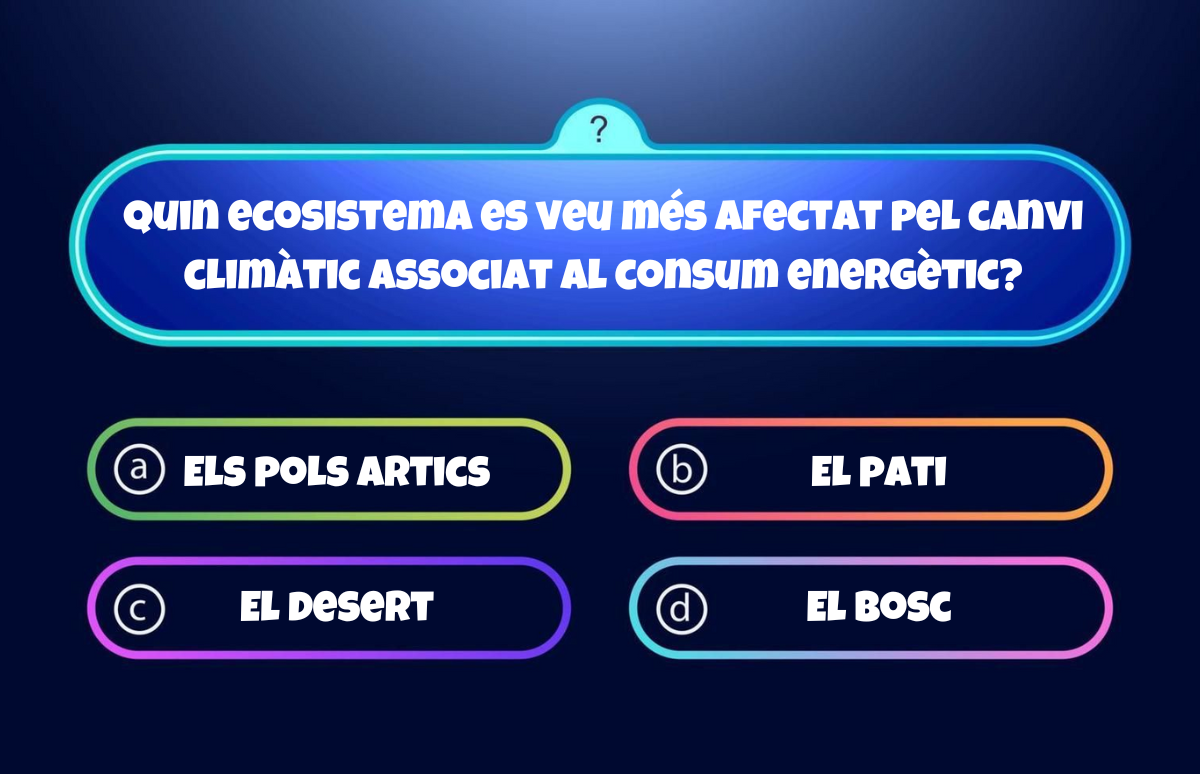 ?
Quin ecosistema es veu més afectat pel canvi
climàtic associat al consum energètic?
a ELS POLS ARTICS
b EL PATI
c EL DESERT
d EL BOSC